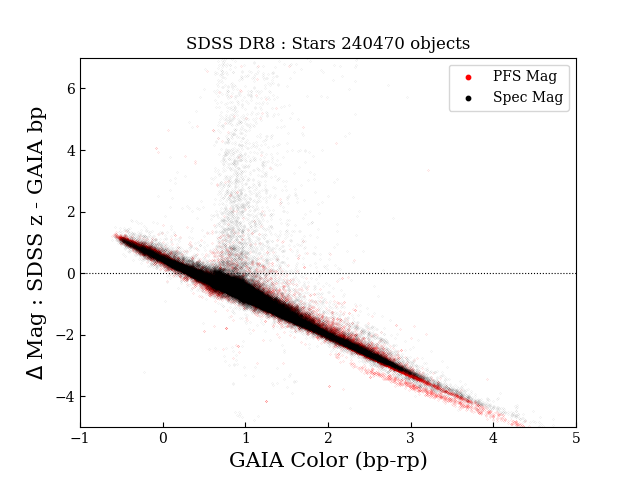 SDSS DR8 : Stars 240470 objects
PFS Mag
Spec Mag
Δ Mag : SDSS z - GAIA bp
6
4
2
0
−2
−4
−1 0 1 2 3 4 5
GAIA Color (bp-rp)